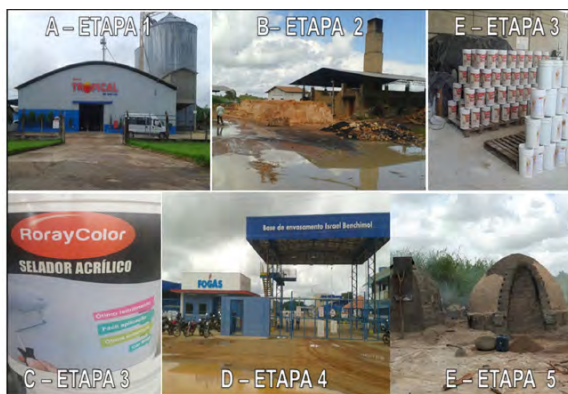 A – ETAPA 1
TROPICAL
B– ETAPA 2
E – ETAPA 3
RorayColor
SELADOR ACRÍLICO
C – ETAPA 3
Base de envasamento Israel Benchimol
FOGÁS
D – ETAPA 4
E – ETAPA 5